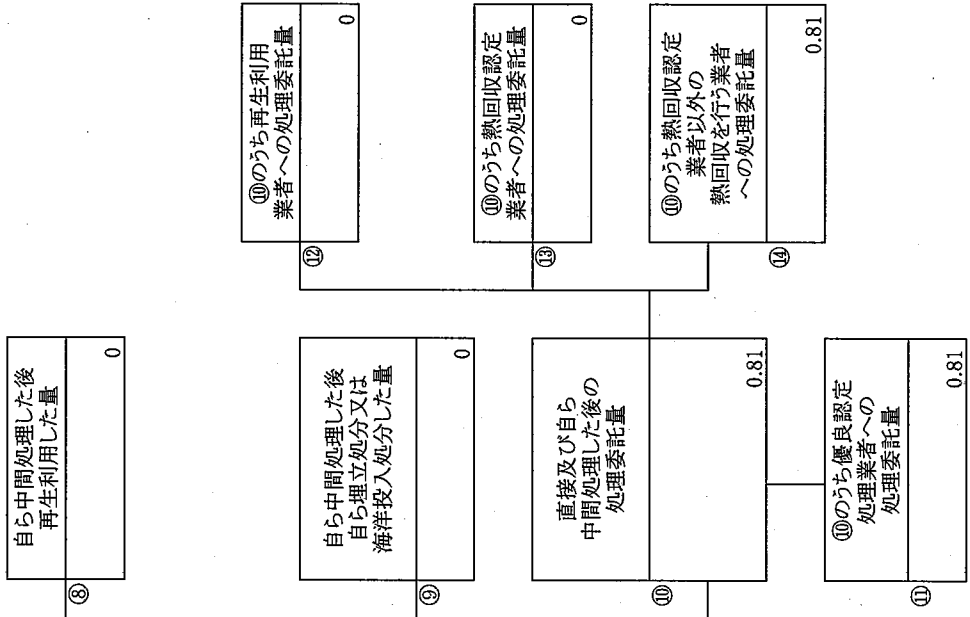 ⑧
自ら中間処理した後
再生利用した量
0
⑨
自ら中間処理した後
自ら埋立処分又は
海洋投入処分した量
0
⑩
直接及び自ら
中間処理した後の
処理委託量
0.81
⑪
⑩のうち優良認定
処理業者への
処理委託量
0.81
⑫
⑩のうち再生利用
業者への処理委託量
0
⑬
⑩のうち熱回収認定
業者への処理委託量
0
⑭
⑩のうち熱回収認定
業者以外の
熱回収を行う業者
への処理委託量
0.81